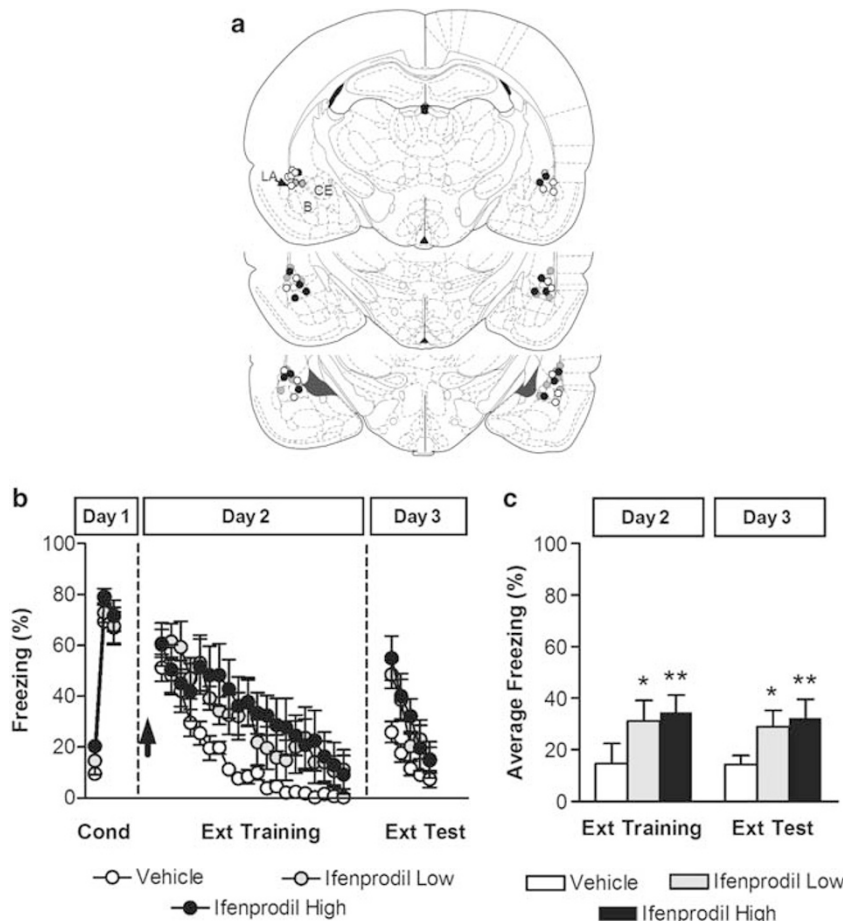 a
LA
CE
B
b
Day 1
Day 2
Day 3
100
80
60
40
20
0
Freezing (%)
Cond
Ext Training
Ext Test
Vehicle
Ifenprodil Low
Ifenprodil High
c
Day 2
Day 3
100
80
60
40
20
0
Average Freezing (%)
* **
* **
Ext Training
Ext Test
Vehicle
Ifenprodil Low
Ifenprodil High